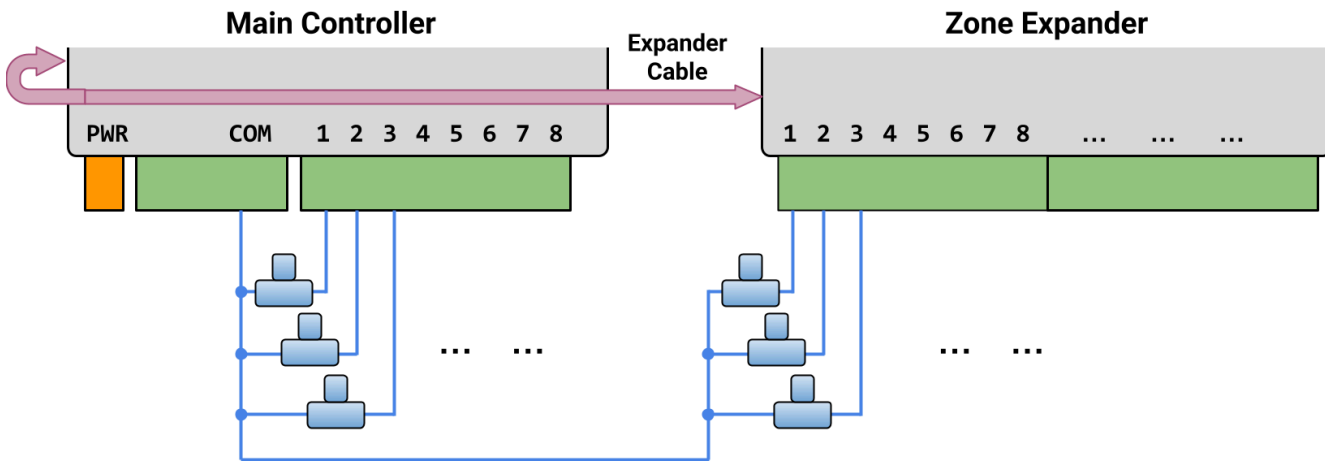 Main Controller
Zone Expander
Expander
Cable
PWR COM 1 2 3 4 5 6 7 8
1 2 3 4 5 6 7 8 ... ... ...
... ...
... ...